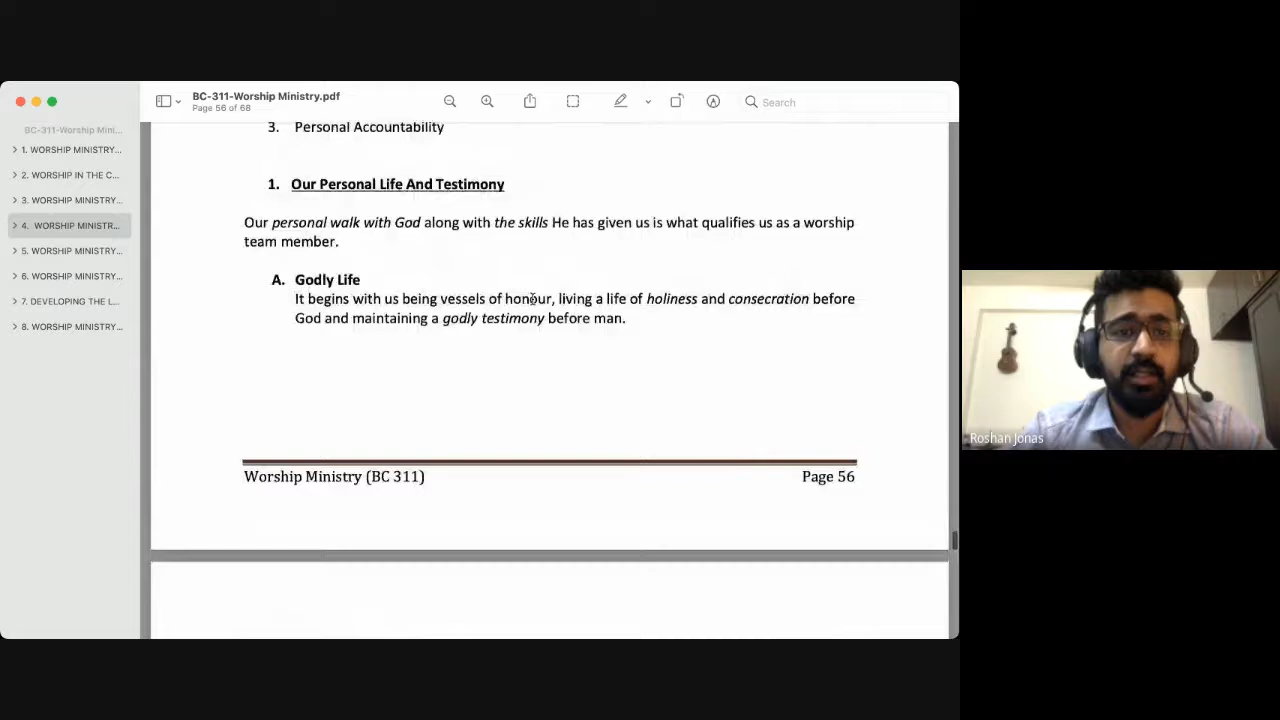 BC-311-Worship Ministry.pdf
Page 56 of 68
Search
BC-311-Worship Mini...
1. WORSHIP MINISTRY...
2. WORSHIP IN THE C...
3. WORSHIP MINISTRY...
4. WORSHIP MINISTR...
5. WORSHIP MINISTRY...
6. WORSHIP MINISTRY...
7. DEVELOPING THE L...
8. WORSHIP MINISTRY...
3. Personal Accountability
1. Our Personal Life And Testimony
Our personal walk with God along with the skills He has given us is what qualifies us as a worship
team member.
A. Godly Life
It begins with us being vessels of honour, living a life of holiness and consecration before
God and maintaining a godly testimony before man.
Worship Ministry (BC 311)
Page 56
Roshan Jonas